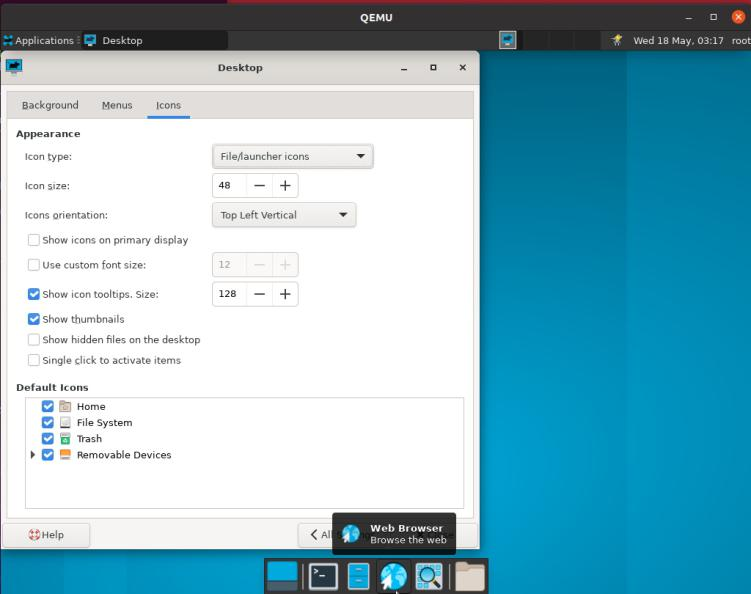 QEMU
Applications
Desktop
Wed 18 May, 03:17
root
Desktop
Background
Menus
Icons
Appearance
Icon type:
File/launcher icons
Icon size:
48
Icons orientation:
Top Left Vertical
Show icons on primary display
Use custom font size:
12
Show icon tooltips. Size:
128
Show thumbnails
Show hidden files on the desktop
Single click to activate items
Default Icons
Home
File System
Trash
Removable Devices
Help
All
Web Browser
Browse the web